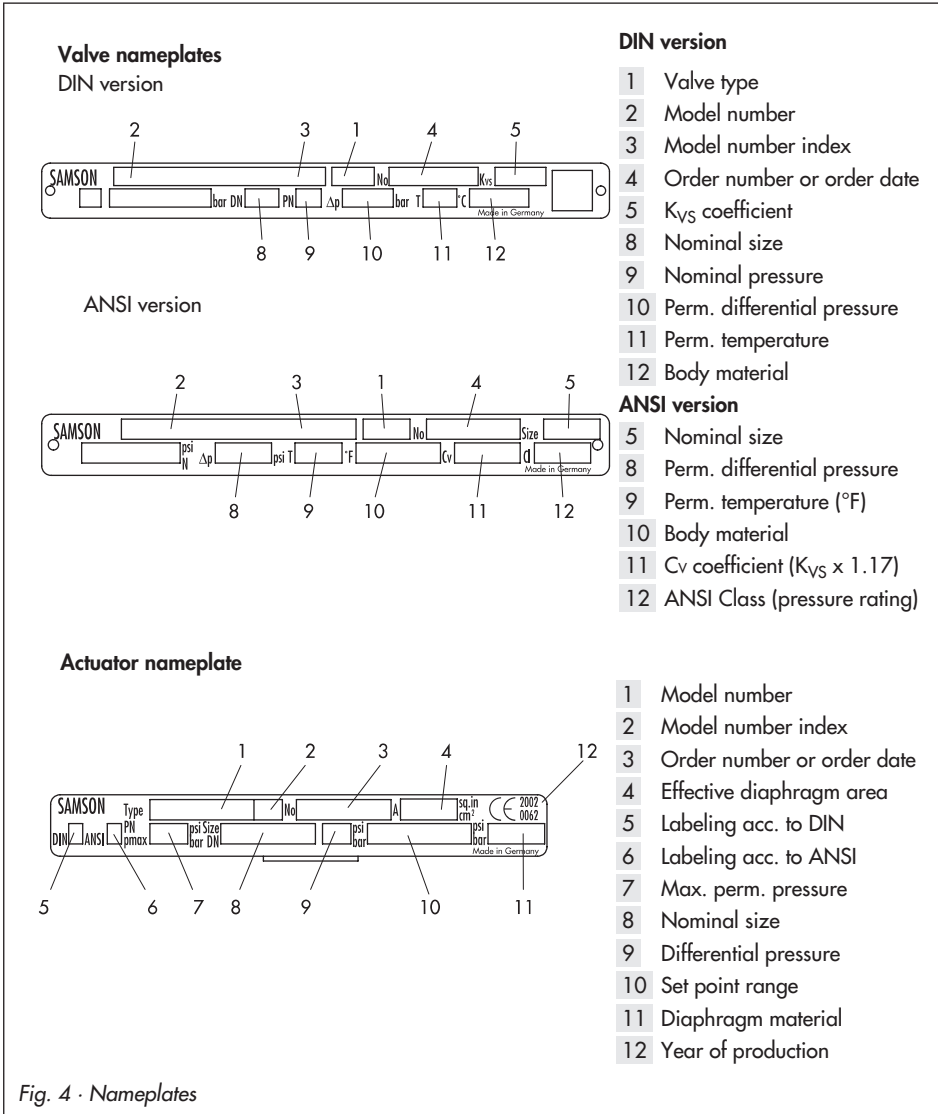 Valve nameplates
DIN version
2 3 1 4 5
SAMSON No Kvs
bar DN PN Δp bar T °C
Made in Germany
8 9 10 11 12
ANSI version
2 3 1 4 5
SAMSON No Size
psi
N Δp psi T °F Cv
Made in Germany
8 9 10 11 12
DIN version
1 Valve type
2 Model number
3 Model number index
4 Order number or order date
5 KVS coefficient
8 Nominal size
9 Nominal pressure
10 Perm. differential pressure
11 Perm. temperature
12 Body material
ANSI version
5 Nominal size
8 Perm. differential pressure
9 Perm. temperature (°F)
10 Body material
11 Cv coefficient (KVS x 1.17)
12 ANSI Class (pressure rating)
Actuator nameplate
1 2 3 4 12
SAMSON Type No A sq.in
cm² CE 2002
0062
DIN ANSI PN
pmax psi
bar Size
DN psi
bar psi
bar
Made in Germany
5 6 7 8 9 10 11
1 Model number
2 Model number index
3 Order number or order date
4 Effective diaphragm area
5 Labeling acc. to DIN
6 Labeling acc. to ANSI
7 Max. perm. pressure
8 Nominal size
9 Differential pressure
10 Set point range
11 Diaphragm material
12 Year of production
Fig. 4 · Nameplates